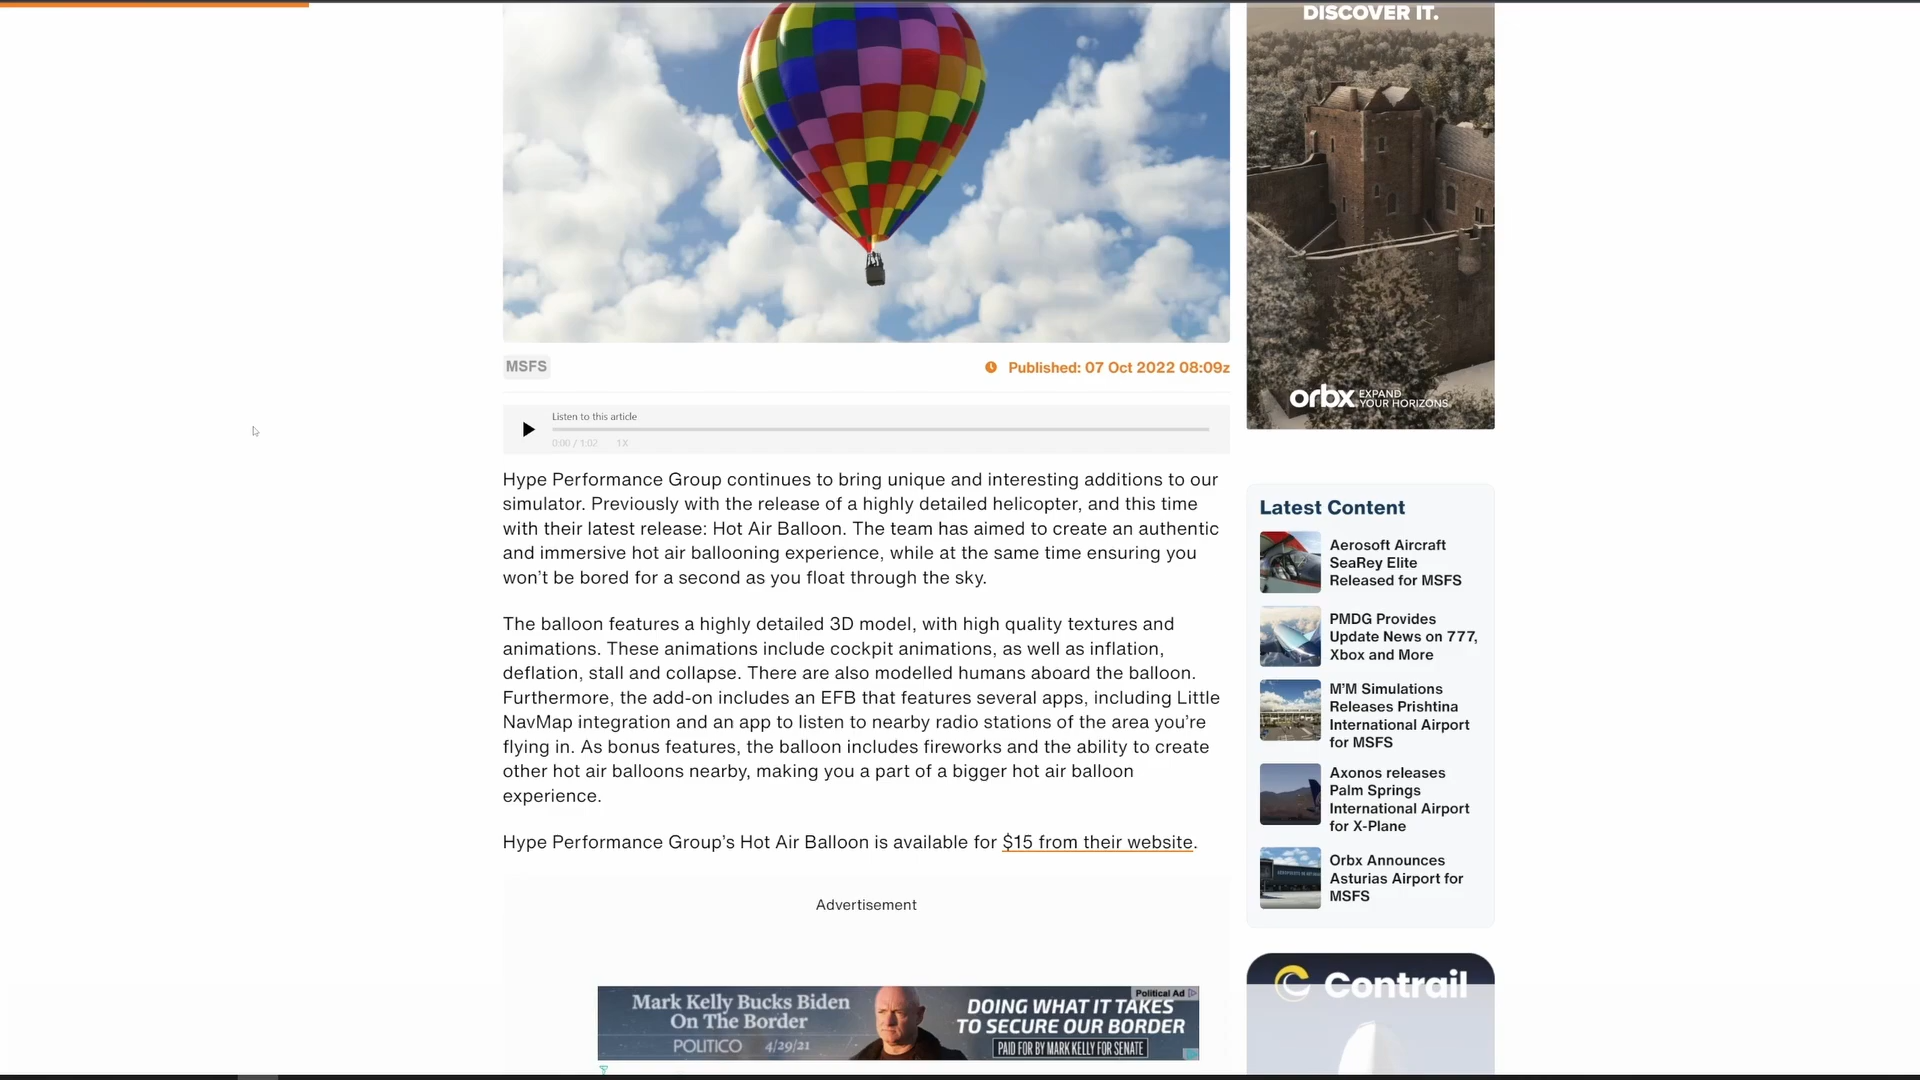 DISCOVER IT.
orbx EXPAND YOUR HORIZONS
MSFS
Published: 07 Oct 2022 08:09z
Listen to this article
0:00 / 1:02 1X
Hype Performance Group continues to bring unique and interesting additions to our
simulator. Previously with the release of a highly detailed helicopter, and this time
with their latest release: Hot Air Balloon. The team has aimed to create an authentic
and immersive hot air ballooning experience, while at the same time ensuring you
won't be bored for a second as you float through the sky.
The balloon features a highly detailed 3D model, with high quality textures and
animations. These animations include cockpit animations, as well as inflation,
deflation, stall and collapse. There are also modelled humans aboard the balloon.
Furthermore, the add-on includes an EFB that features several apps, including Little
NavMap integration and an app to listen to nearby radio stations of the area you're
flying in. As bonus features, the balloon includes fireworks and the ability to create
other hot air balloons nearby, making you a part of a bigger hot air balloon
experience.
Hype Performance Group's Hot Air Balloon is available for $15 from their website.
Advertisement
Mark Kelly Bucks Biden
On The Border
POLITICO 4/29/21
Political Ad
DOING WHAT IT TAKES
TO SECURE OUR BORDER
PAID FOR BY MARK KELLY FOR SENATE
Latest Content
Aerosoft Aircraft
SeaRey Elite
Released for MSFS
PMDG Provides
Update News on 777,
Xbox and More
M'M Simulations
Releases Prishtina
International Airport
for MSFS
Axonos releases
Palm Springs
International Airport
for X-Plane
Orbx Announces
Asturias Airport for
MSFS
Contrail